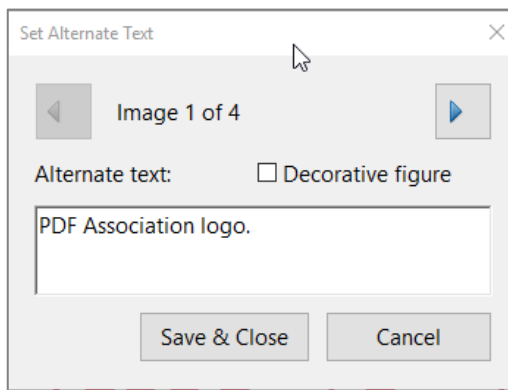 Set Alternate Text
Image 1 of 4
Alternate text: Decorative figure
PDF Association logo.
Save & Close Cancel